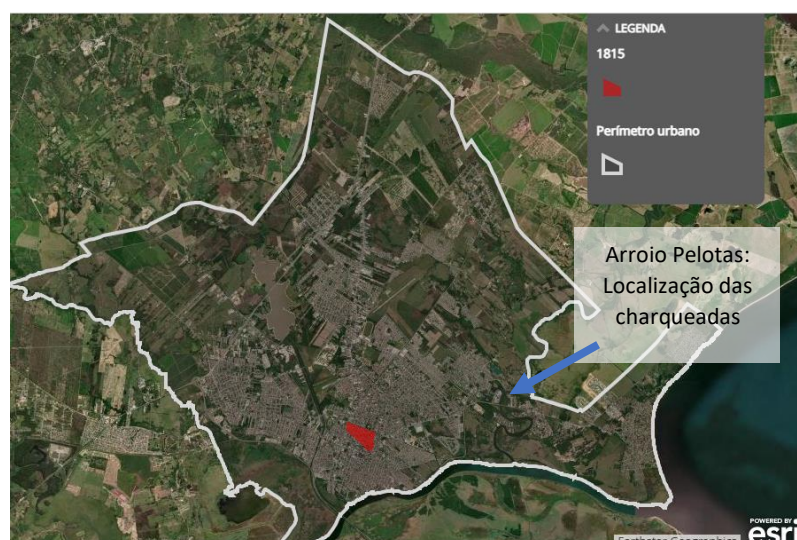 LEGENDA
1815
Perímetro urbano
Arroio Pelotas:
Localização das
charqueadas
POWERED BY
esri